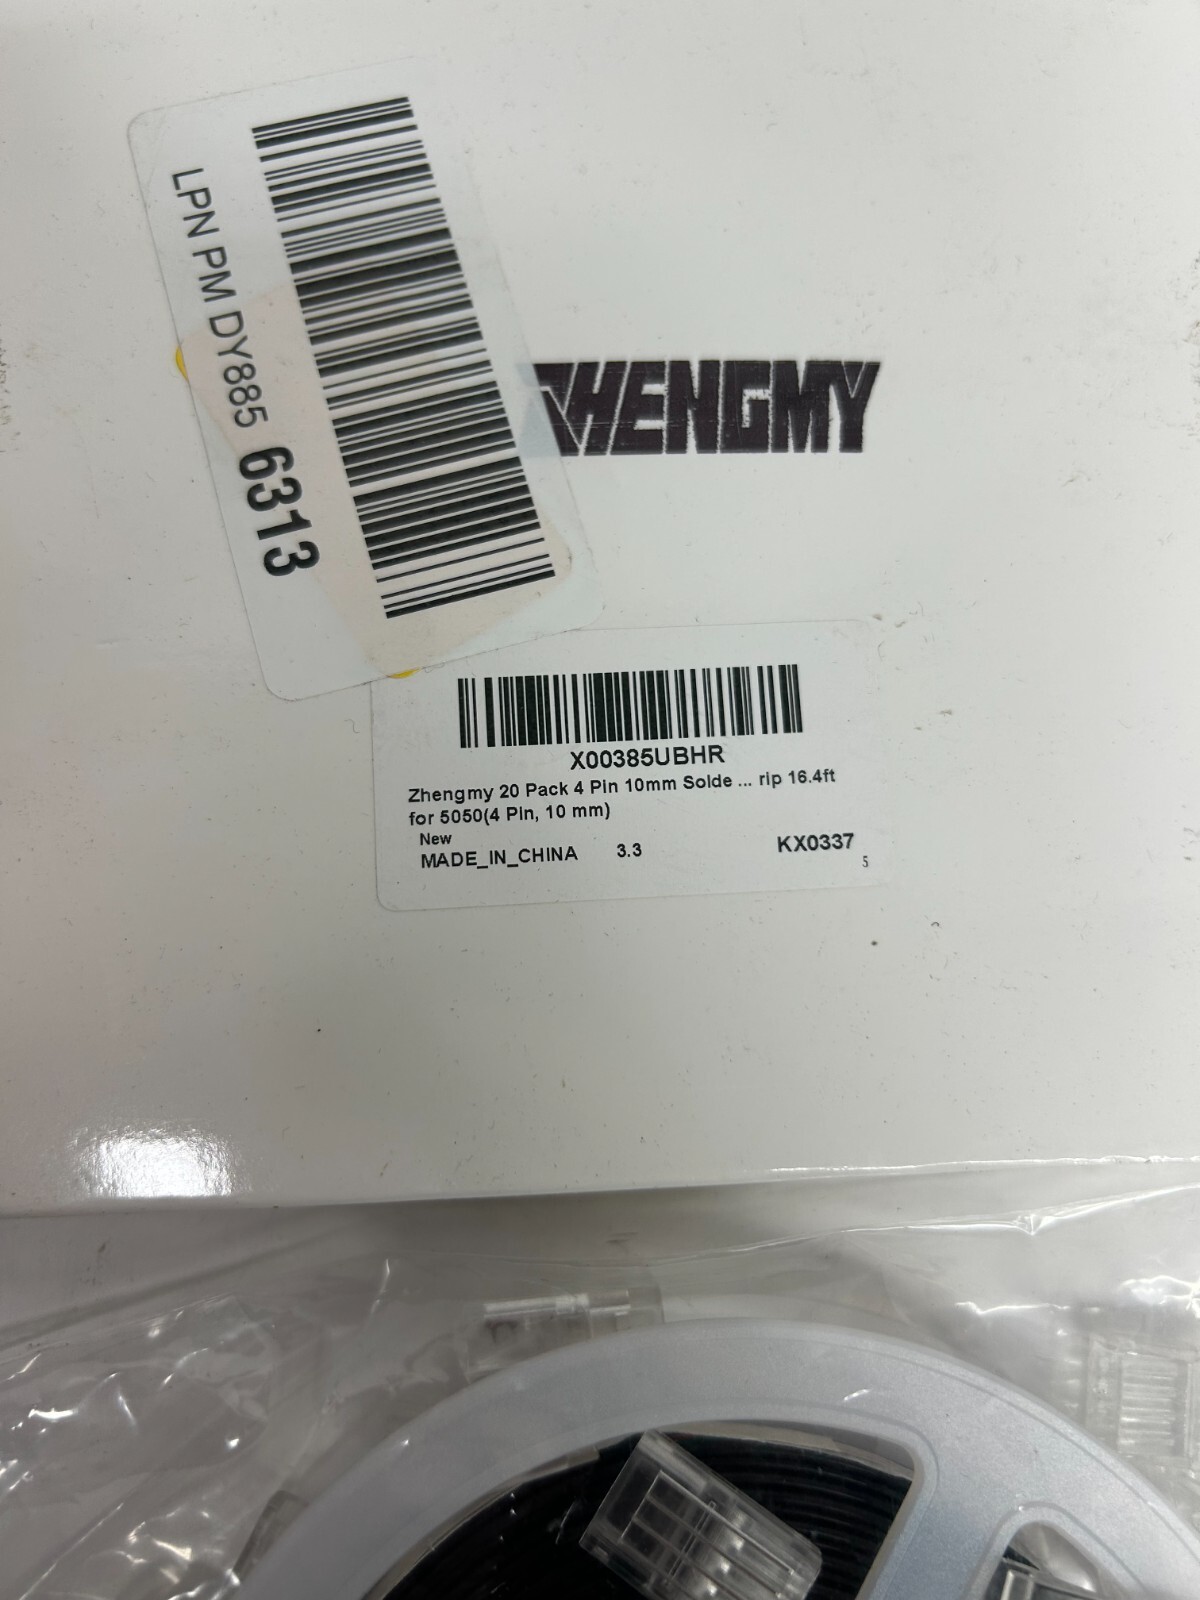 LPN PM DY885 6313
ZHENGMY
X00385UBHR
Zhengmy 20 Pack 4 Pin 10mm Solde ... rip 16.4ft
for 5050(4 Pin, 10 mm)
New
MADE_IN_CHINA 3.3 KX0337
5